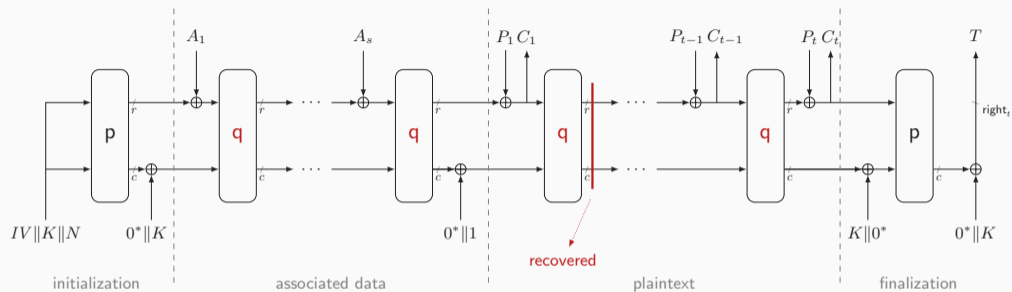 A₁ Aₛ P₁ C₁ Pₜ₋₁ Cₜ₋₁ Pₜ Cₜ T
r r r r r rightₜ
p q q q q p
c c c c c c
IV‖K‖N 0*‖K 0*‖1 K‖0* 0*‖K
recovered
initialization associated data plaintext finalization